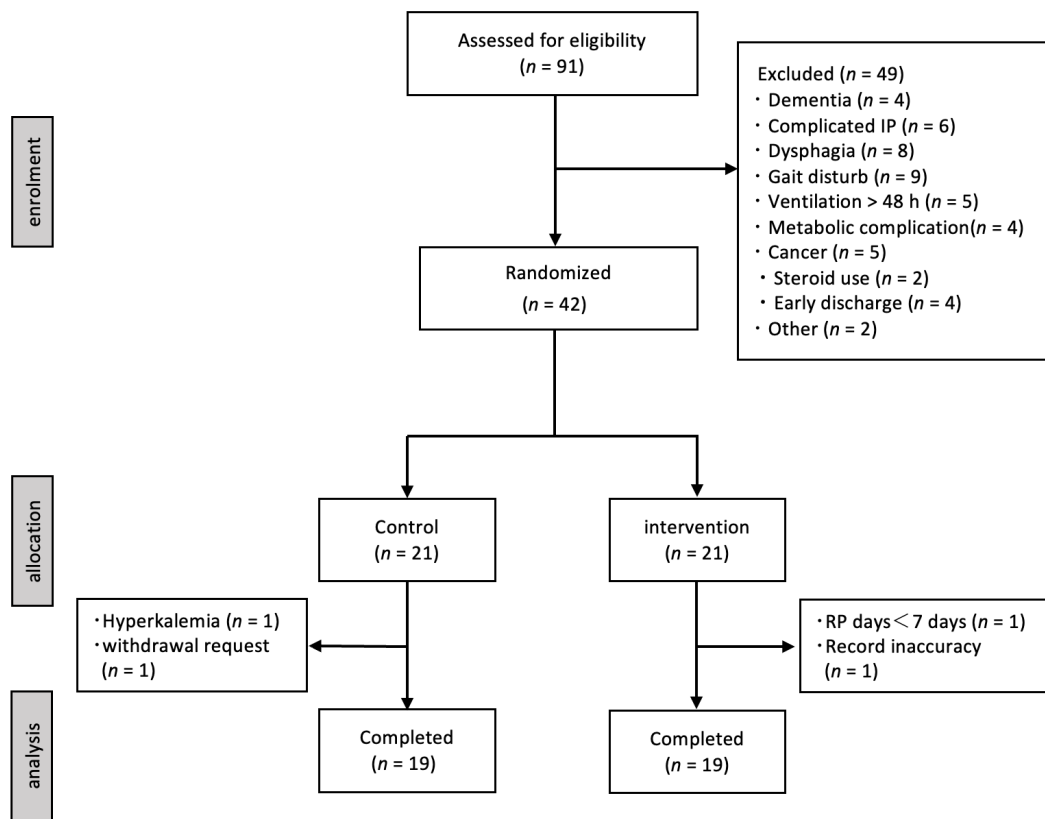 Assessed for eligibility
(n = 91)
Excluded (n = 49)
・Dementia (n = 4)
・Complicated IP (n = 6)
・Dysphagia (n = 8)
・Gait disturb (n = 9)
・Ventilation > 48 h (n = 5)
・Metabolic complication(n = 4)
・Cancer (n = 5)
・Steroid use (n = 2)
・Early discharge (n = 4)
・Other (n = 2)
enrolment
Randomized
(n = 42)
allocation
Control
(n = 21)
intervention
(n = 21)
・Hyperkalemia (n = 1)
・withdrawal request
(n = 1)
・RP days＜7 days (n = 1)
・Record inaccuracy
(n = 1)
analysis
Completed
(n = 19)
Completed
(n = 19)